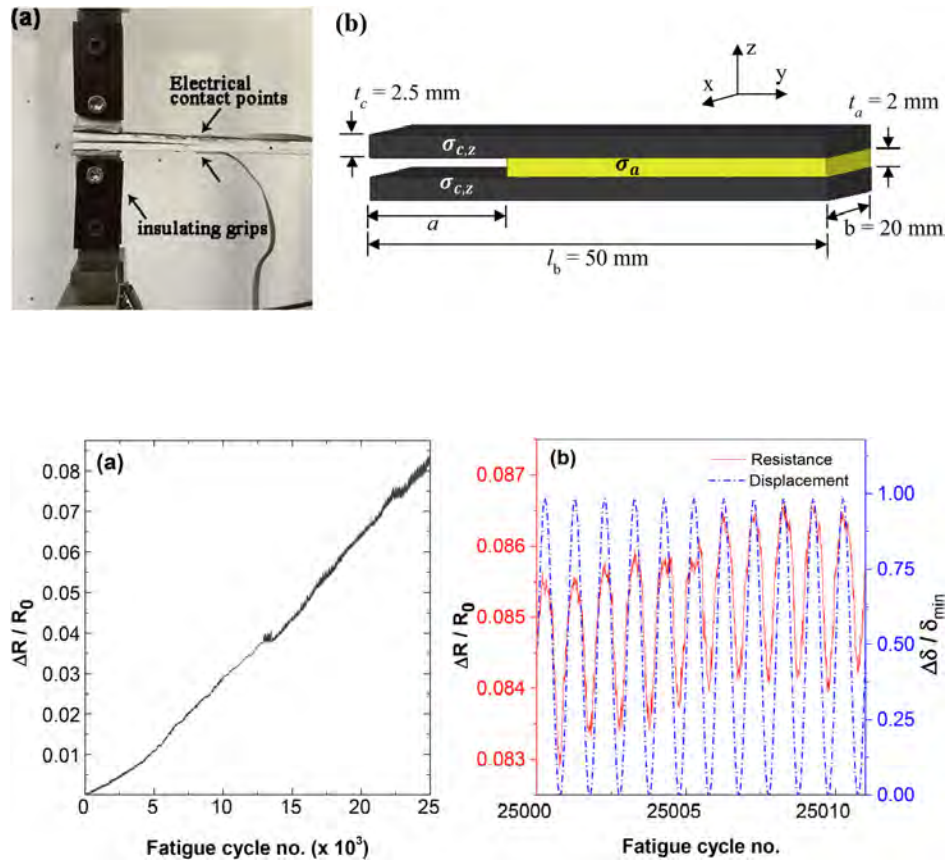 (a)
Electrical
contact points
insulating grips
(b)
z
x
y
t_c = 2.5 mm
t_a = 2 mm
σ_{c,z}
σ_a
σ_{c,z}
a
b = 20 mm
l_b = 50 mm
(a)
0.08
0.07
0.06
0.05
0.04
0.03
0.02
0.01
ΔR / R_0
0
5
10
15
20
25
Fatigue cycle no. (x 10³)
(b)
Resistance
Displacement
0.087
0.086
0.085
0.084
0.083
ΔR / R_0
1.00
0.75
0.50
0.25
0.00
Δδ / δ_min
25000
25005
25010
Fatigue cycle no.